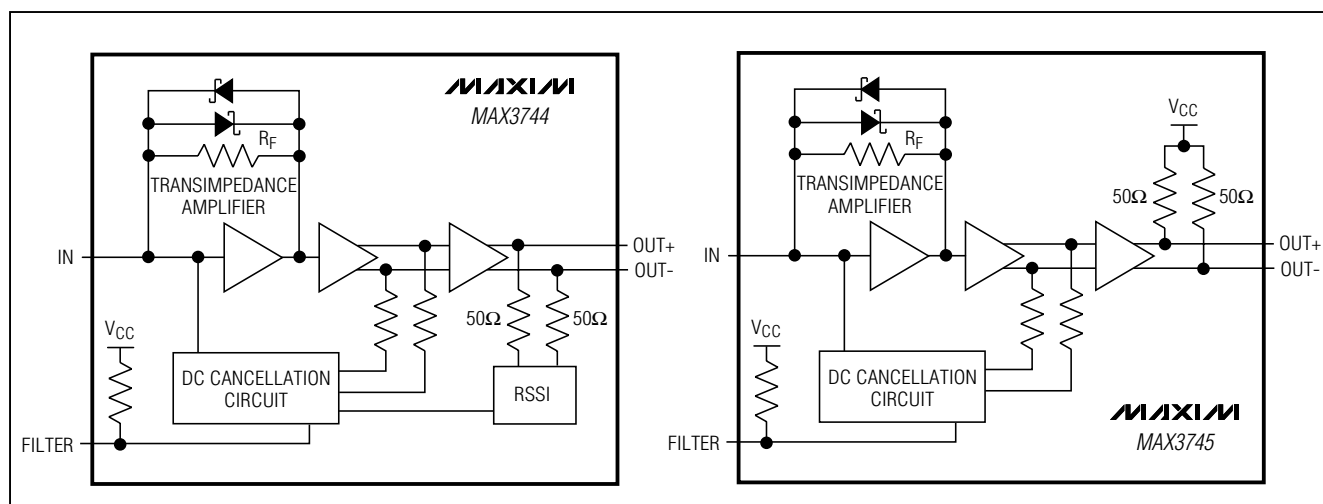 MAXIM
MAX3744
RF
TRANSIMPEDANCE
AMPLIFIER
IN
OUT+
OUT-
50Ω
50Ω
VCC
DC CANCELLATION
CIRCUIT
RSSI
FILTER
VCC
RF
50Ω
50Ω
TRANSIMPEDANCE
AMPLIFIER
IN
OUT+
OUT-
VCC
DC CANCELLATION
CIRCUIT
MAXIM
MAX3745
FILTER